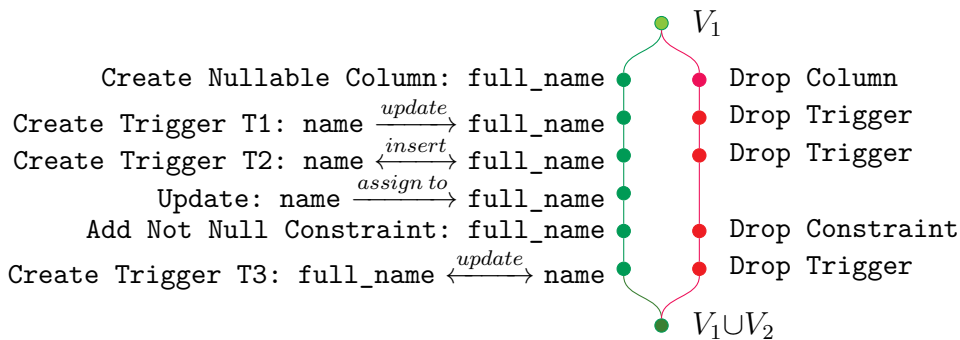 V₁
Create Nullable Column: full_name Drop Column
Create Trigger T1: name update⟶ full_name Drop Trigger
Create Trigger T2: name insert⟷ full_name Drop Trigger
Update: name assign to⟶ full_name
Add Not Null Constraint: full_name Drop Constraint
Create Trigger T3: full_name update⟷ name Drop Trigger
V₁∪V₂